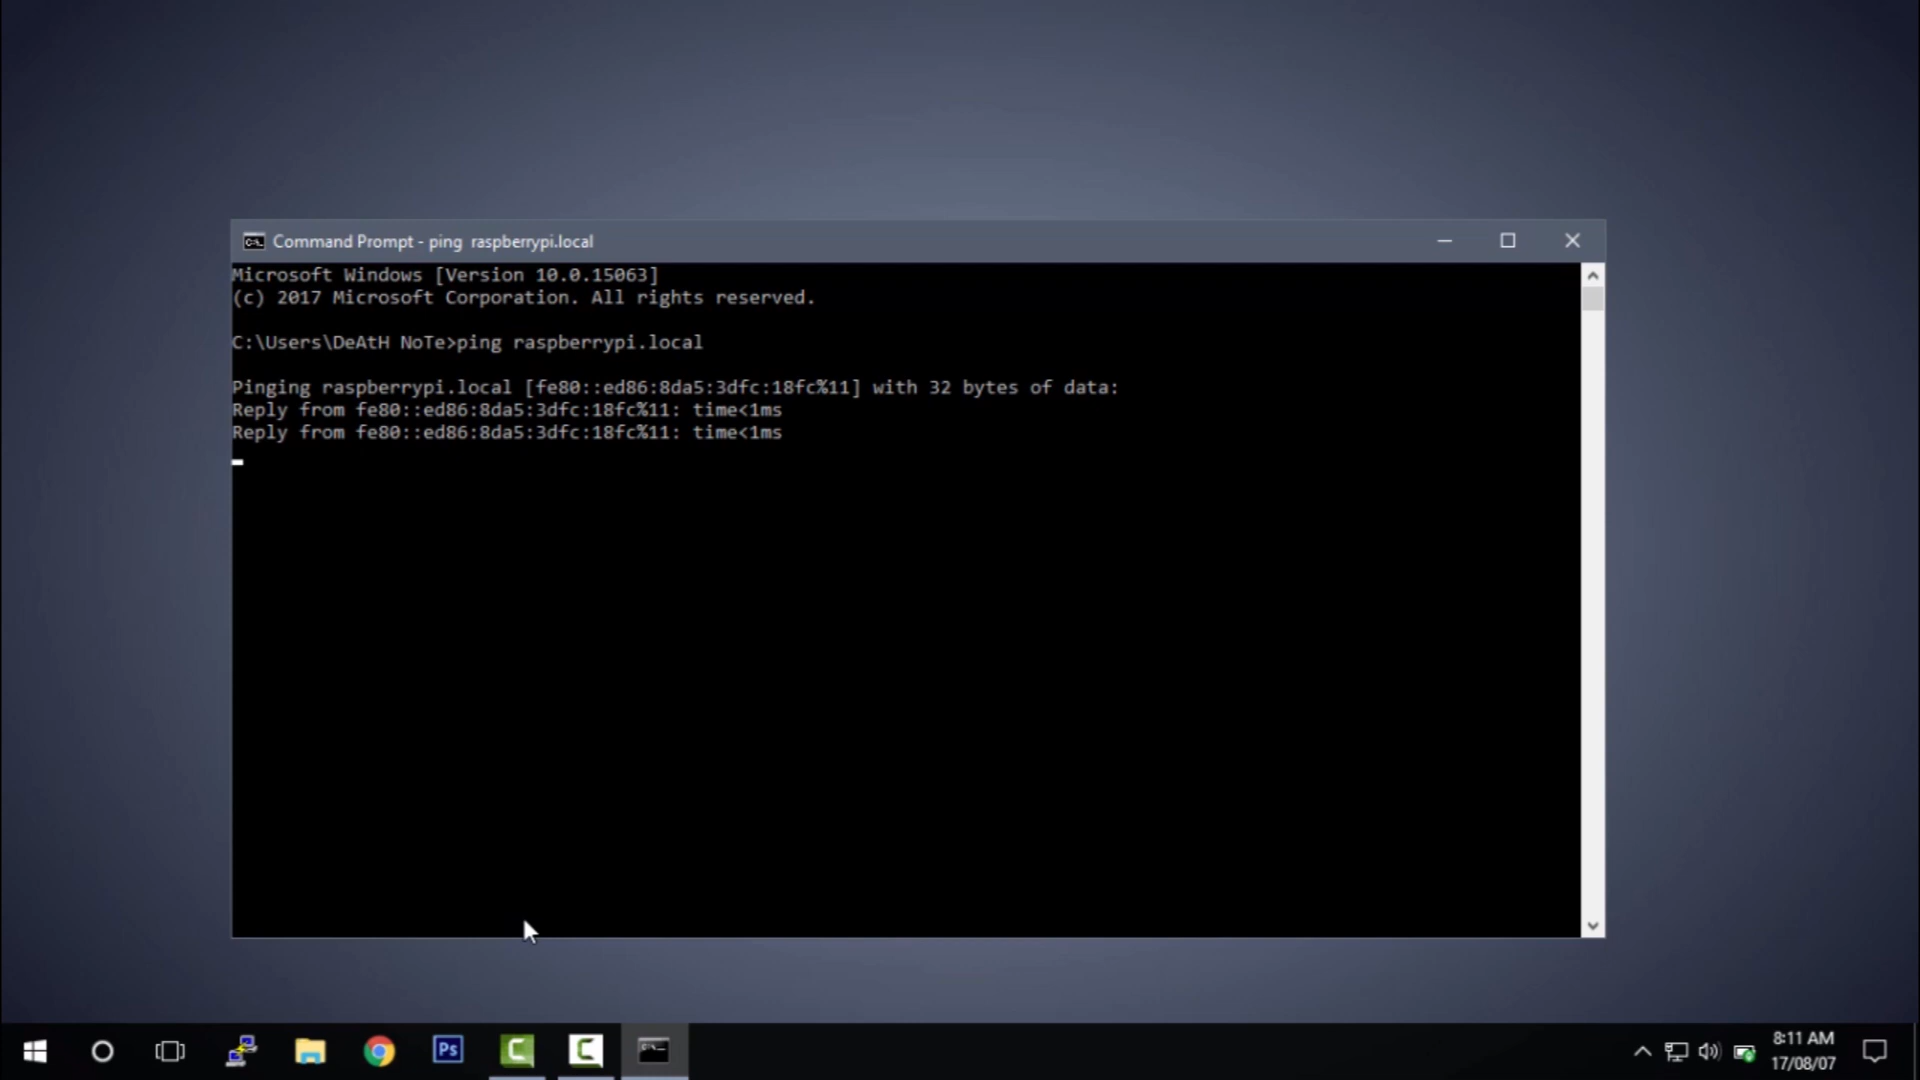 Command Prompt - ping  raspberrypi.local
Microsoft Windows [Version 10.0.15063]
(c) 2017 Microsoft Corporation. All rights reserved.
C:\Users\DeAtH NoTe>ping raspberrypi.local
Pinging raspberrypi.local [fe80::ed86:8da5:3dfc:18fc%11] with 32 bytes of data:
Reply from fe80::ed86:8da5:3dfc:18fc%11: time<1ms
Reply from fe80::ed86:8da5:3dfc:18fc%11: time<1ms
Ps
8:11 AM
17/08/07